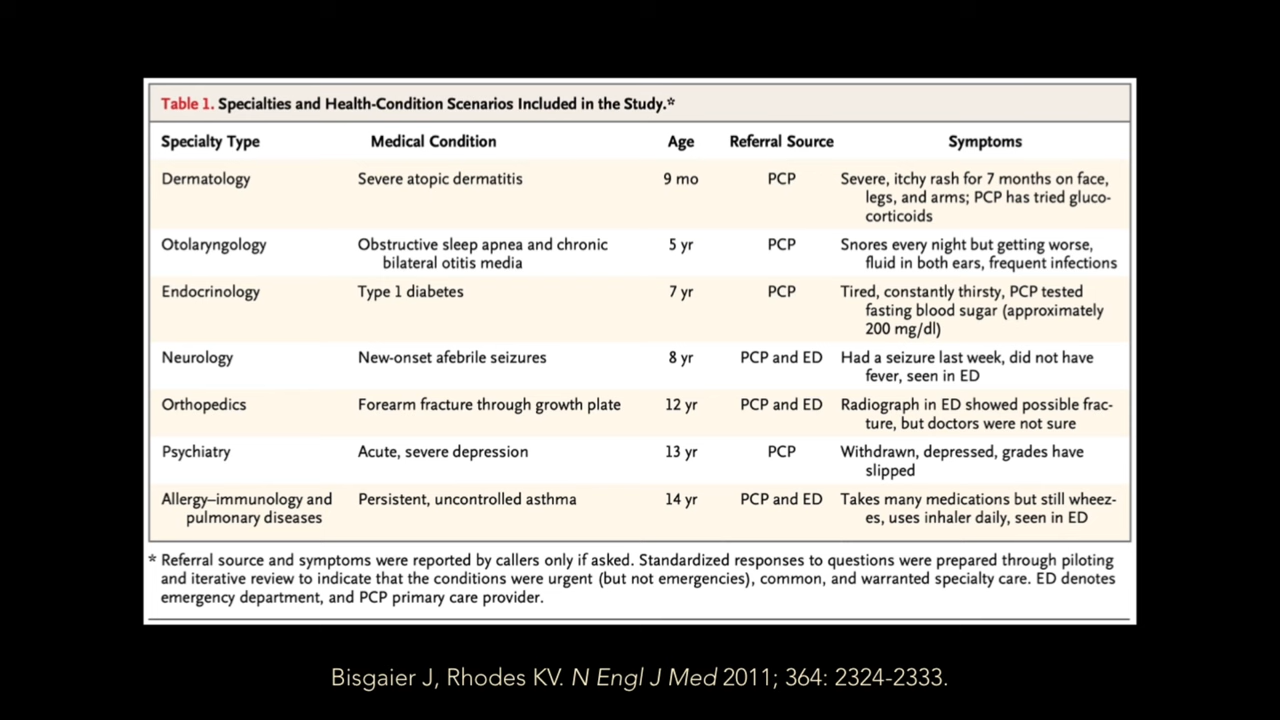 Table 1. Specialties and Health-Condition Scenarios Included in the Study.*
Specialty Type Medical Condition Age Referral Source Symptoms
Dermatology Severe atopic dermatitis 9 mo PCP Severe, itchy rash for 7 months on face,
legs, and arms; PCP has tried gluco-
corticoids
Otolaryngology Obstructive sleep apnea and chronic 5 yr PCP Snores every night but getting worse,
bilateral otitis media fluid in both ears, frequent infections
Endocrinology Type 1 diabetes 7 yr PCP Tired, constantly thirsty, PCP tested
fasting blood sugar (approximately
200 mg/dl)
Neurology New-onset afebrile seizures 8 yr PCP and ED Had a seizure last week, did not have
fever, seen in ED
Orthopedics Forearm fracture through growth plate 12 yr PCP and ED Radiograph in ED showed possible frac-
ture, but doctors were not sure
Psychiatry Acute, severe depression 13 yr PCP Withdrawn, depressed, grades have
slipped
Allergy–immunology and Persistent, uncontrolled asthma 14 yr PCP and ED Takes many medications but still wheez-
pulmonary diseases es, uses inhaler daily, seen in ED
* Referral source and symptoms were reported by callers only if asked. Standardized responses to questions were prepared through piloting
and iterative review to indicate that the conditions were urgent (but not emergencies), common, and warranted specialty care. ED denotes
emergency department, and PCP primary care provider.
Bisgaier J, Rhodes KV. N Engl J Med 2011; 364: 2324-2333.